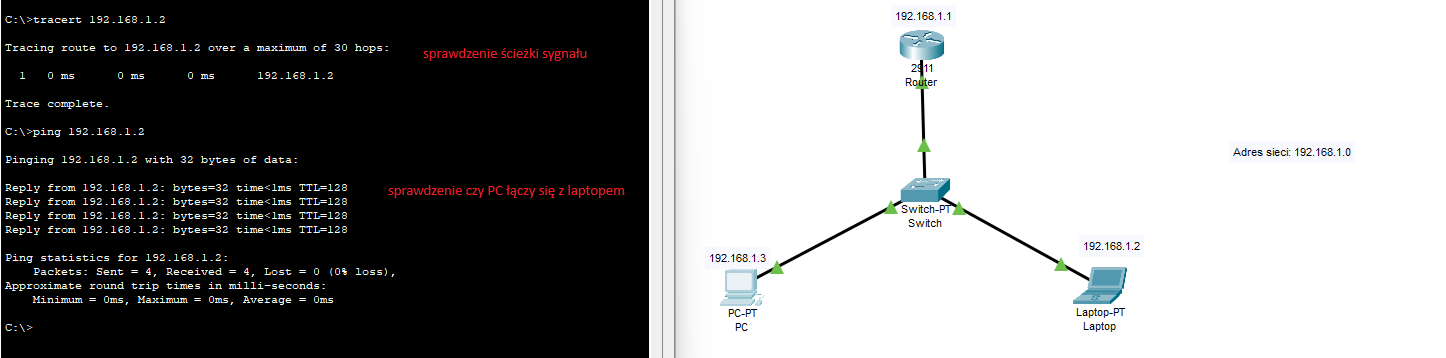 C:\>tracert 192.168.1.2
Tracing route to 192.168.1.2 over a maximum of 30 hops:
sprawdzenie ścieżki sygnału
1 0 ms 0 ms 0 ms 192.168.1.2
Trace complete.
C:\>ping 192.168.1.2
Pinging 192.168.1.2 with 32 bytes of data:
Reply from 192.168.1.2: bytes=32 time<1ms TTL=128
sprawdzenie czy PC łączy się z laptopem
Reply from 192.168.1.2: bytes=32 time<1ms TTL=128
Reply from 192.168.1.2: bytes=32 time<1ms TTL=128
Reply from 192.168.1.2: bytes=32 time<1ms TTL=128
Ping statistics for 192.168.1.2:
Packets: Sent = 4, Received = 4, Lost = 0 (0% loss),
Approximate round trip times in milli-seconds:
Minimum = 0ms, Maximum = 0ms, Average = 0ms
C:\>
192.168.1.1
2911
Router
Adres sieci: 192.168.1.0
Switch-PT
Switch
192.168.1.3
PC-PT
PC
192.168.1.2
Laptop-PT
Laptop